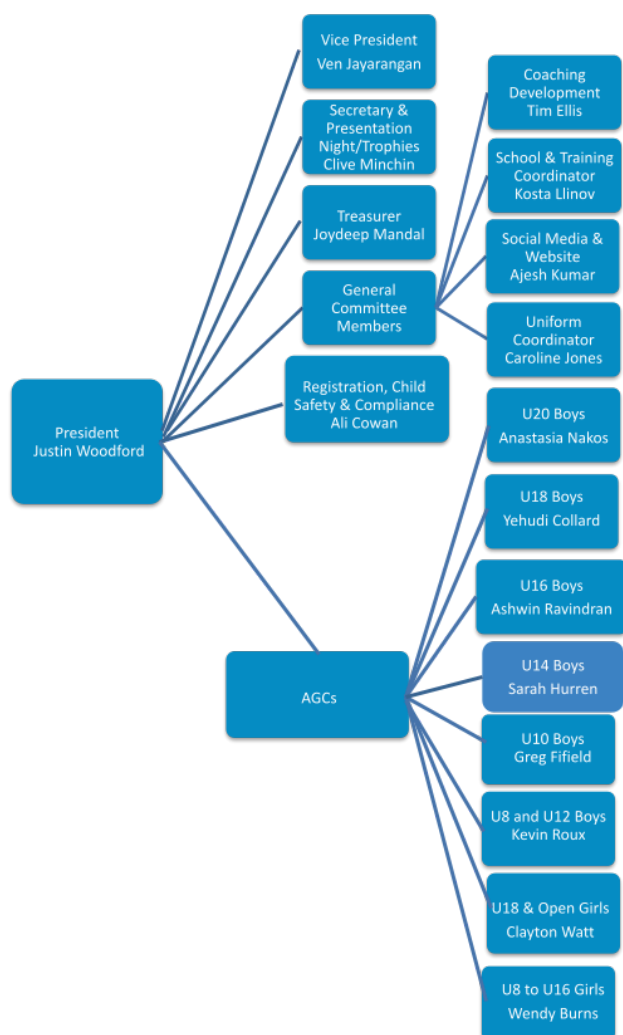 Vice President
Ven Jayarangan
Secretary &
Presentation
Night/Trophies
Clive Minchin
Treasurer
Joydeep Mandal
General
Committee
Members
Registration, Child
Safety & Compliance
Ali Cowan
President
Justin Woodford
AGCs
Coaching
Development
Tim Ellis
School & Training
Coordinator
Kosta Llinov
Social Media &
Website
Ajesh Kumar
Uniform
Coordinator
Caroline Jones
U20 Boys
Anastasia Nakos
U18 Boys
Yehudi Collard
U16 Boys
Ashwin Ravindran
U14 Boys
Sarah Hurren
U10 Boys
Greg Fifield
U8 and U12 Boys
Kevin Roux
U18 & Open Girls
Clayton Watt
U8 to U16 Girls
Wendy Burns